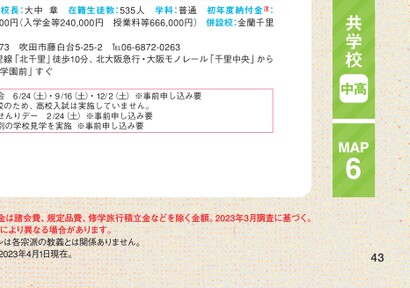 校長:大中 章 在籍生徒数:535人 学科:普通 初年度納付金注:
00円(入学金等240,000円 授業料等666,000円) 併設校:金蘭千里
73 吹田市藤白台5-25-2 ℡06-6872-0263
里線「北千里」徒歩10分、北大阪急行・大阪モノレール「千里中央」から
学園前」すぐ
会 6/24(土)・9/16(土)・12/2(土) ※事前申し込み要
校のため、高校入試は実施していません。
せんりデー 2/24(土) ※事前申し込み要
別の学校見学を実施 ※事前申し込み要
共学校
中高
MAP
6
金は諸会費、規定品費、修学旅行積立金などを除く金額。2023年3月調査に基づく。
により異なる場合があります。
ンは各宗派の教義とは関係ありません。
2023年4月1日現在。
43